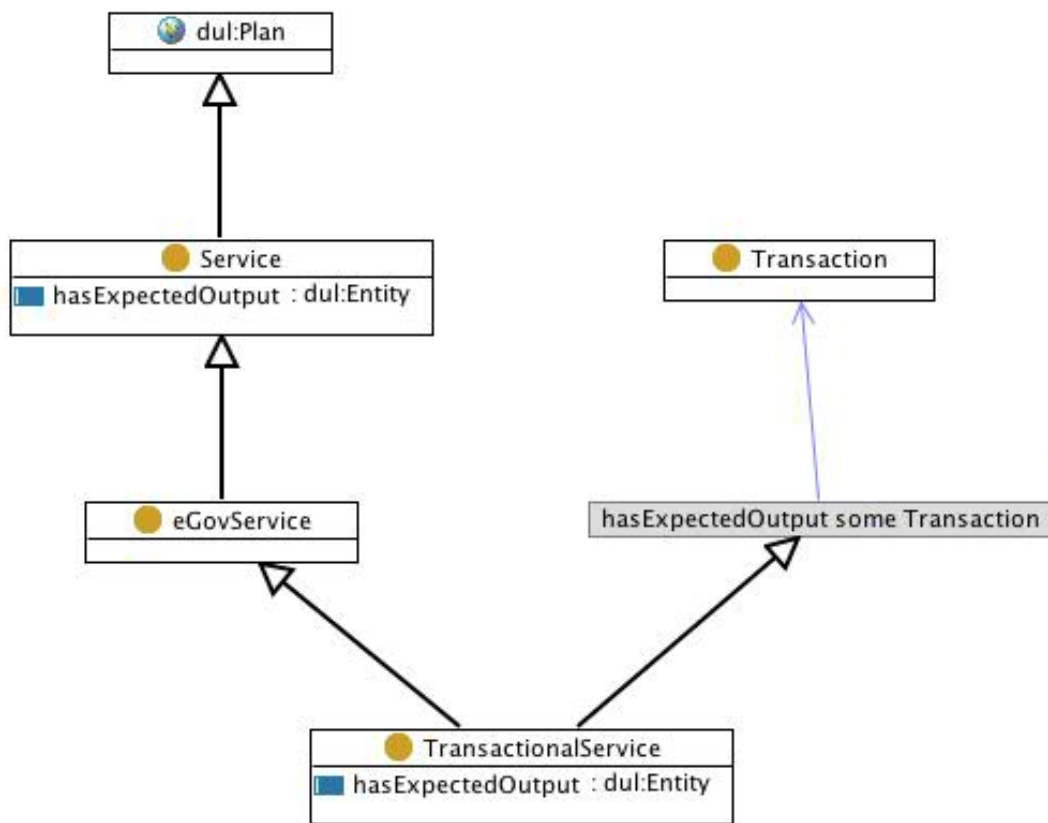 dul:Plan
Service
hasExpectedOutput : dul:Entity
Transaction
eGovService
hasExpectedOutput some Transaction
TransactionalService
hasExpectedOutput : dul:Entity